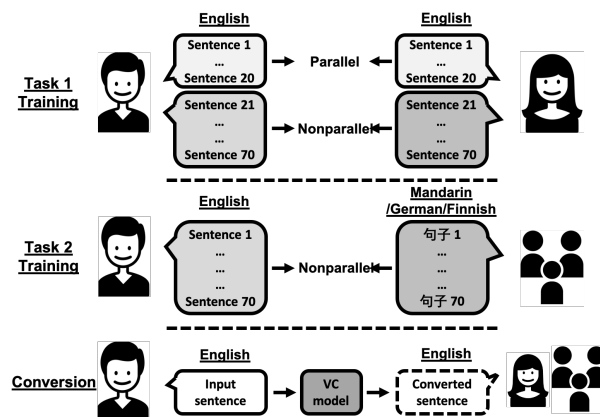 English
English
Sentence 1
...
Sentence 20
Parallel
Sentence 1
...
Sentence 20
Task 1
Training
Sentence 21
...
...
Sentence 70
Nonparallel
Sentence 21
...
...
Sentence 70
English
Mandarin
/German/Finnish
Task 2
Training
Sentence 1
...
...
...
Sentence 70
Nonparallel
句子 1
...
...
...
句子 70
English
English
Conversion
Input
sentence
VC
model
Converted
sentence